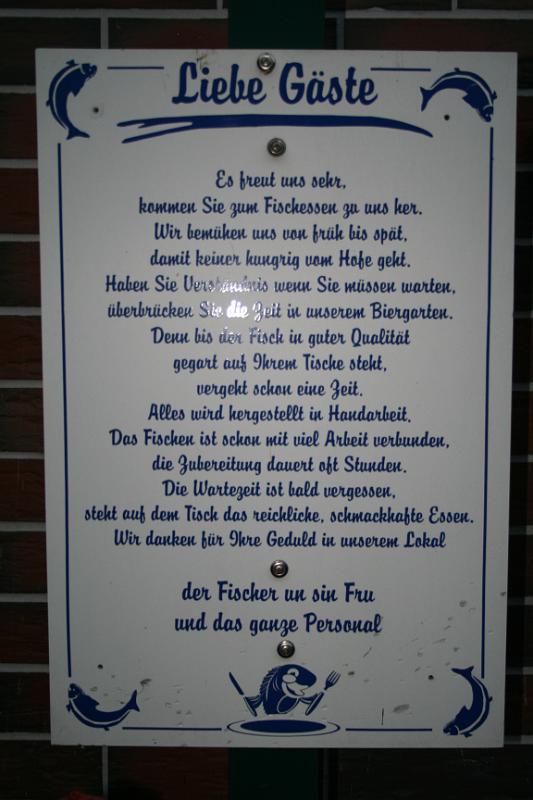 Liebe Gäste
Es freut uns sehr,
kommen Sie zum Fischessen zu uns her.
Wir bemühen uns von früh bis spät,
damit keiner hungrig vom Hofe geht.
Haben Sie Verständnis wenn Sie müssen warten,
überbrücken Sie die Zeit in unserem Biergarten.
Denn bis der Fisch in guter Qualität
gegart auf Ihrem Tische steht,
vergeht schon eine Zeit.
Alles wird hergestellt in Handarbeit.
Das Fischen ist schon mit viel Arbeit verbunden,
die Zubereitung dauert oft Stunden.
Die Wartezeit ist bald vergessen,
steht auf dem Tisch das reichliche, schmackhafte Essen.
Wir danken für Ihre Geduld in unserem Lokal
der Fischer un sin Fru
und das ganze Personal